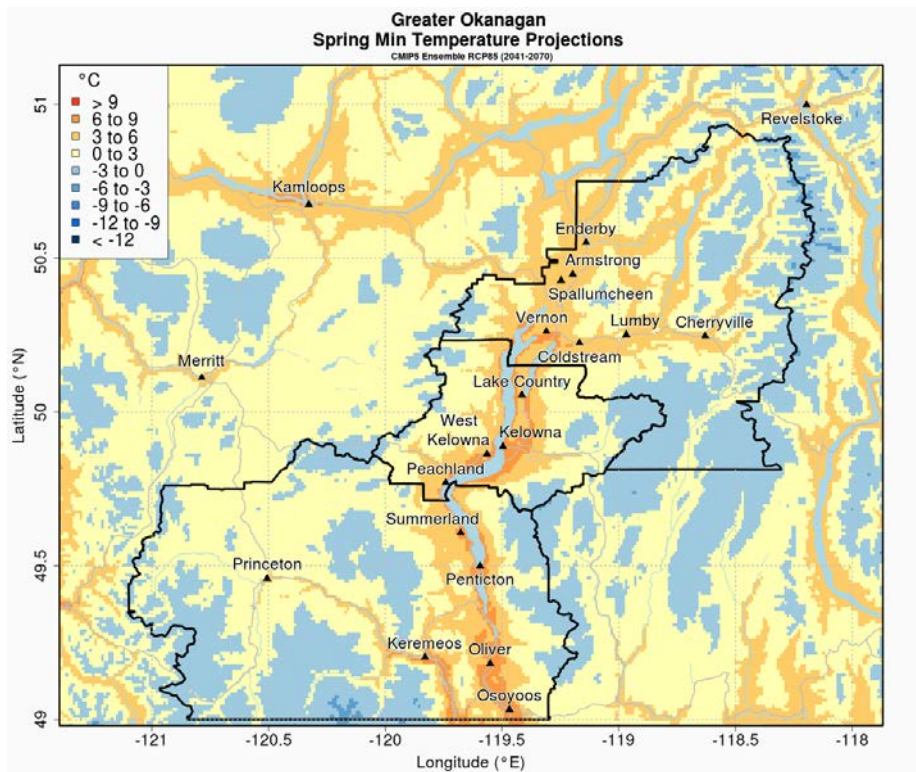 Greater Okanagan
Spring Min Temperature Projections
CMIP5 Ensemble RCP85 (2041-2070)
°C
> 9
6 to 9
3 to 6
0 to 3
-3 to 0
-6 to -3
-9 to -6
-12 to -9
< -12
51
50.5
50
49.5
49
Latitude (°N)
Revelstoke
Kamloops
Enderby
Armstrong
Spallumcheen
Vernon
Lumby
Cherryville
Coldstream
Merritt
Lake Country
West
Kelowna
Kelowna
Peachland
Summerland
Princeton
Penticton
Keremeos
Oliver
Osoyoos
-121
-120.5
-120
-119.5
-119
-118.5
-118
Longitude (°E)